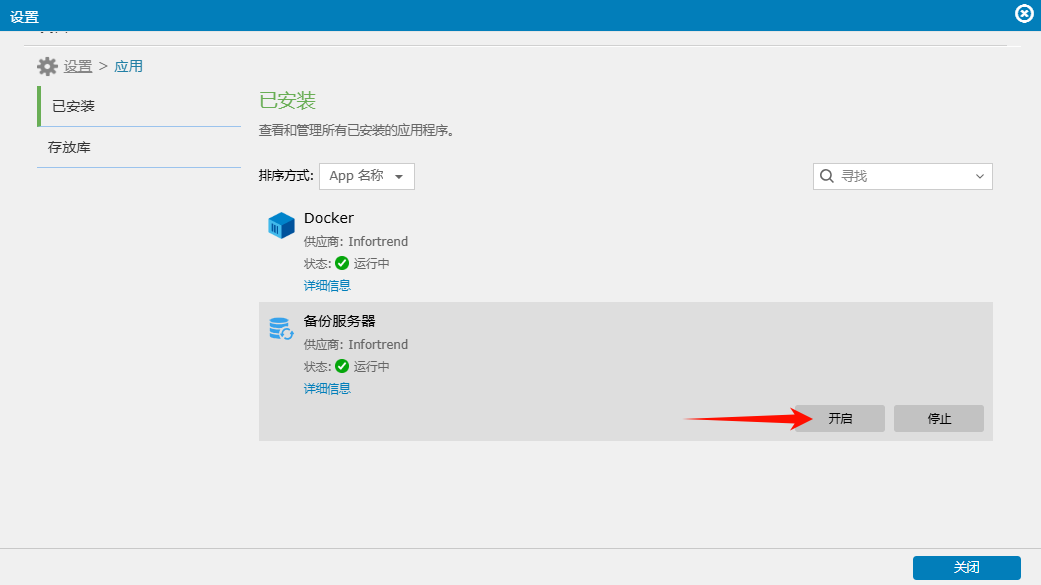 设置
设置 > 应用
已安装
存放库
已安装
查看和管理所有已安装的应用程序。
排序方式: App 名称
寻找
Docker
供应商: Infortrend
状态: 运行中
详细信息
备份服务器
供应商: Infortrend
状态: 运行中
详细信息
开启
停止
关闭